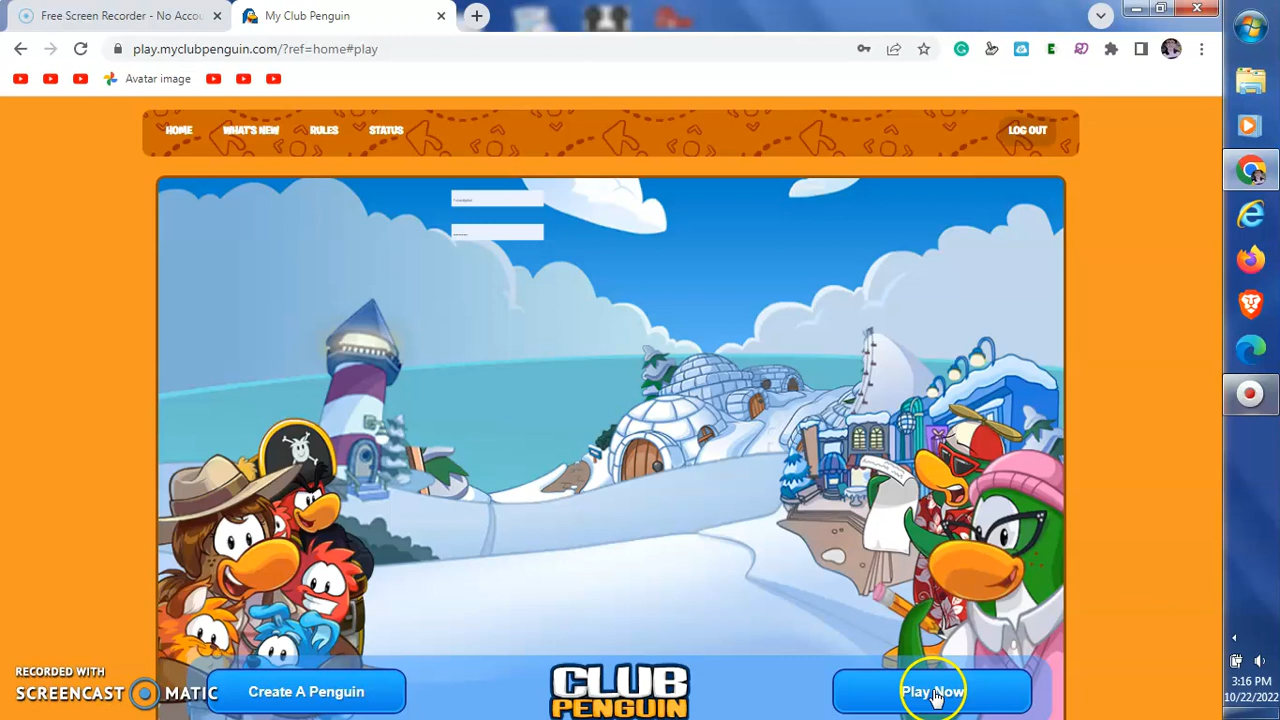 Free Screen Recorder - No Accou
My Club Penguin
play.myclubpenguin.com/?ref=home#play
Avatar image
HOME
WHAT'S NEW
RULES
STATUS
LOG OUT
RECORDED WITH
SCREENCAST MATIC
Create A Penguin
CLUB
PENGUIN
Play Now
3:16 PM
10/22/2022